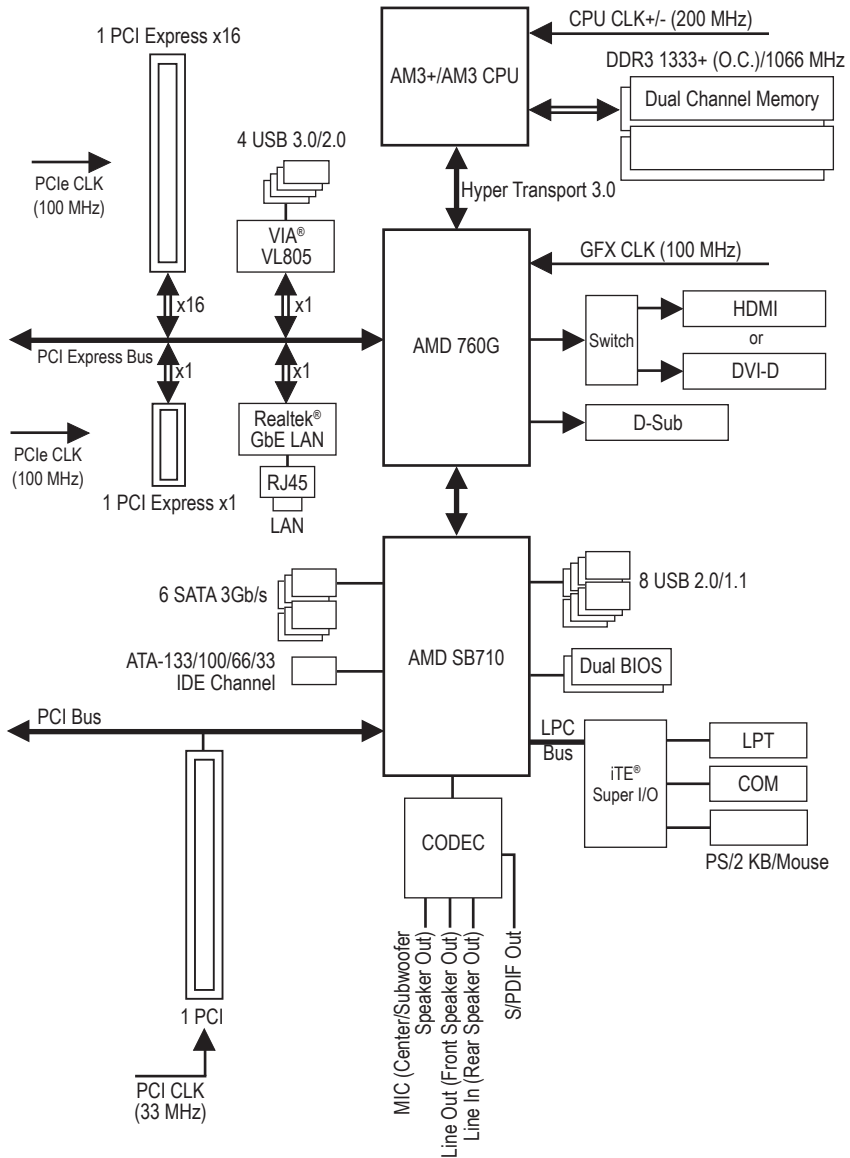 1 PCI Express x16
CPU CLK+/- (200 MHz)
AM3+/AM3 CPU
DDR3 1333+ (O.C.)/1066 MHz
Dual Channel Memory
4 USB 3.0/2.0
PCIe CLK
(100 MHz)
Hyper Transport 3.0
VIA®
VL805
GFX CLK (100 MHz)
x16
x1
HDMI
or
DVI-D
Switch
AMD 760G
PCI Express Bus
x1
x1
D-Sub
Realtek®
GbE LAN
PCIe CLK
(100 MHz)
RJ45
LAN
1 PCI Express x1
6 SATA 3Gb/s
8 USB 2.0/1.1
AMD SB710
ATA-133/100/66/33
IDE Channel
Dual BIOS
PCI Bus
LPC
Bus
iTE®
Super I/O
LPT
COM
PS/2 KB/Mouse
CODEC
MIC (Center/Subwoofer
Speaker Out)
Line Out (Front Speaker Out)
Line In (Rear Speaker Out)
S/PDIF Out
1 PCI
PCI CLK
(33 MHz)